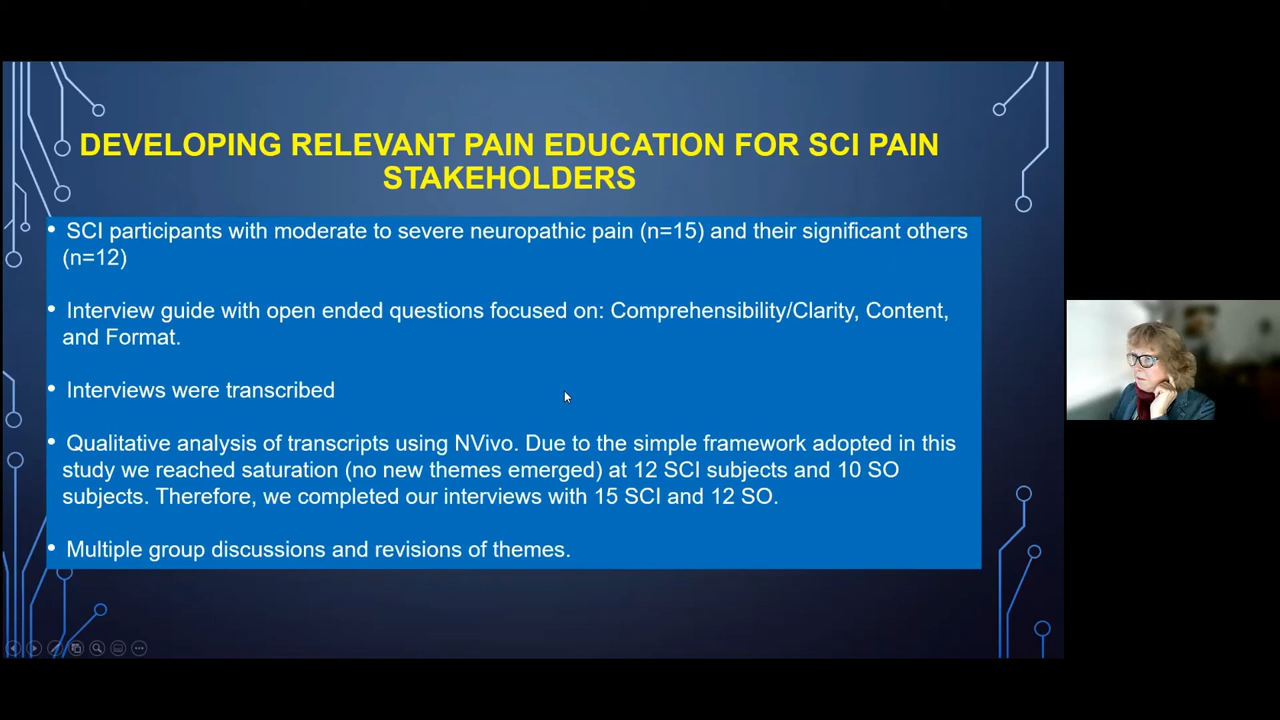 DEVELOPING RELEVANT PAIN EDUCATION FOR SCI PAIN
STAKEHOLDERS
• SCI participants with moderate to severe neuropathic pain (n=15) and their significant others
(n=12)
• Interview guide with open ended questions focused on: Comprehensibility/Clarity, Content,
and Format.
• Interviews were transcribed
• Qualitative analysis of transcripts using NVivo. Due to the simple framework adopted in this
study we reached saturation (no new themes emerged) at 12 SCI subjects and 10 SO
subjects. Therefore, we completed our interviews with 15 SCI and 12 SO.
• Multiple group discussions and revisions of themes.